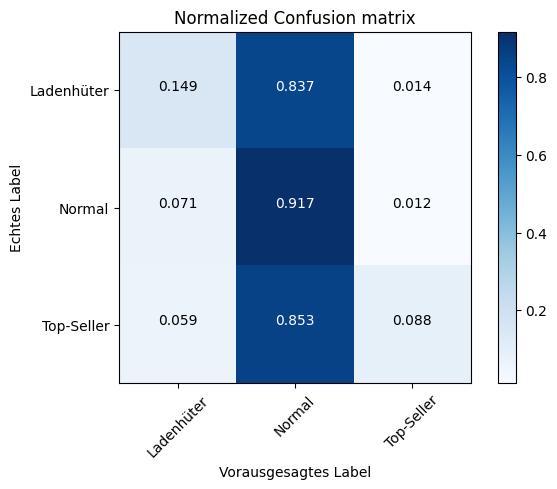 Normalized Confusion matrix
Echtes Label
Ladenhüter
0.149 0.837 0.014
Normal
0.071 0.917 0.012
Top-Seller
0.059 0.853 0.088
Ladenhüter
Normal
Top-Seller
Vorausgesagtes Label
0.8
0.6
0.4
0.2